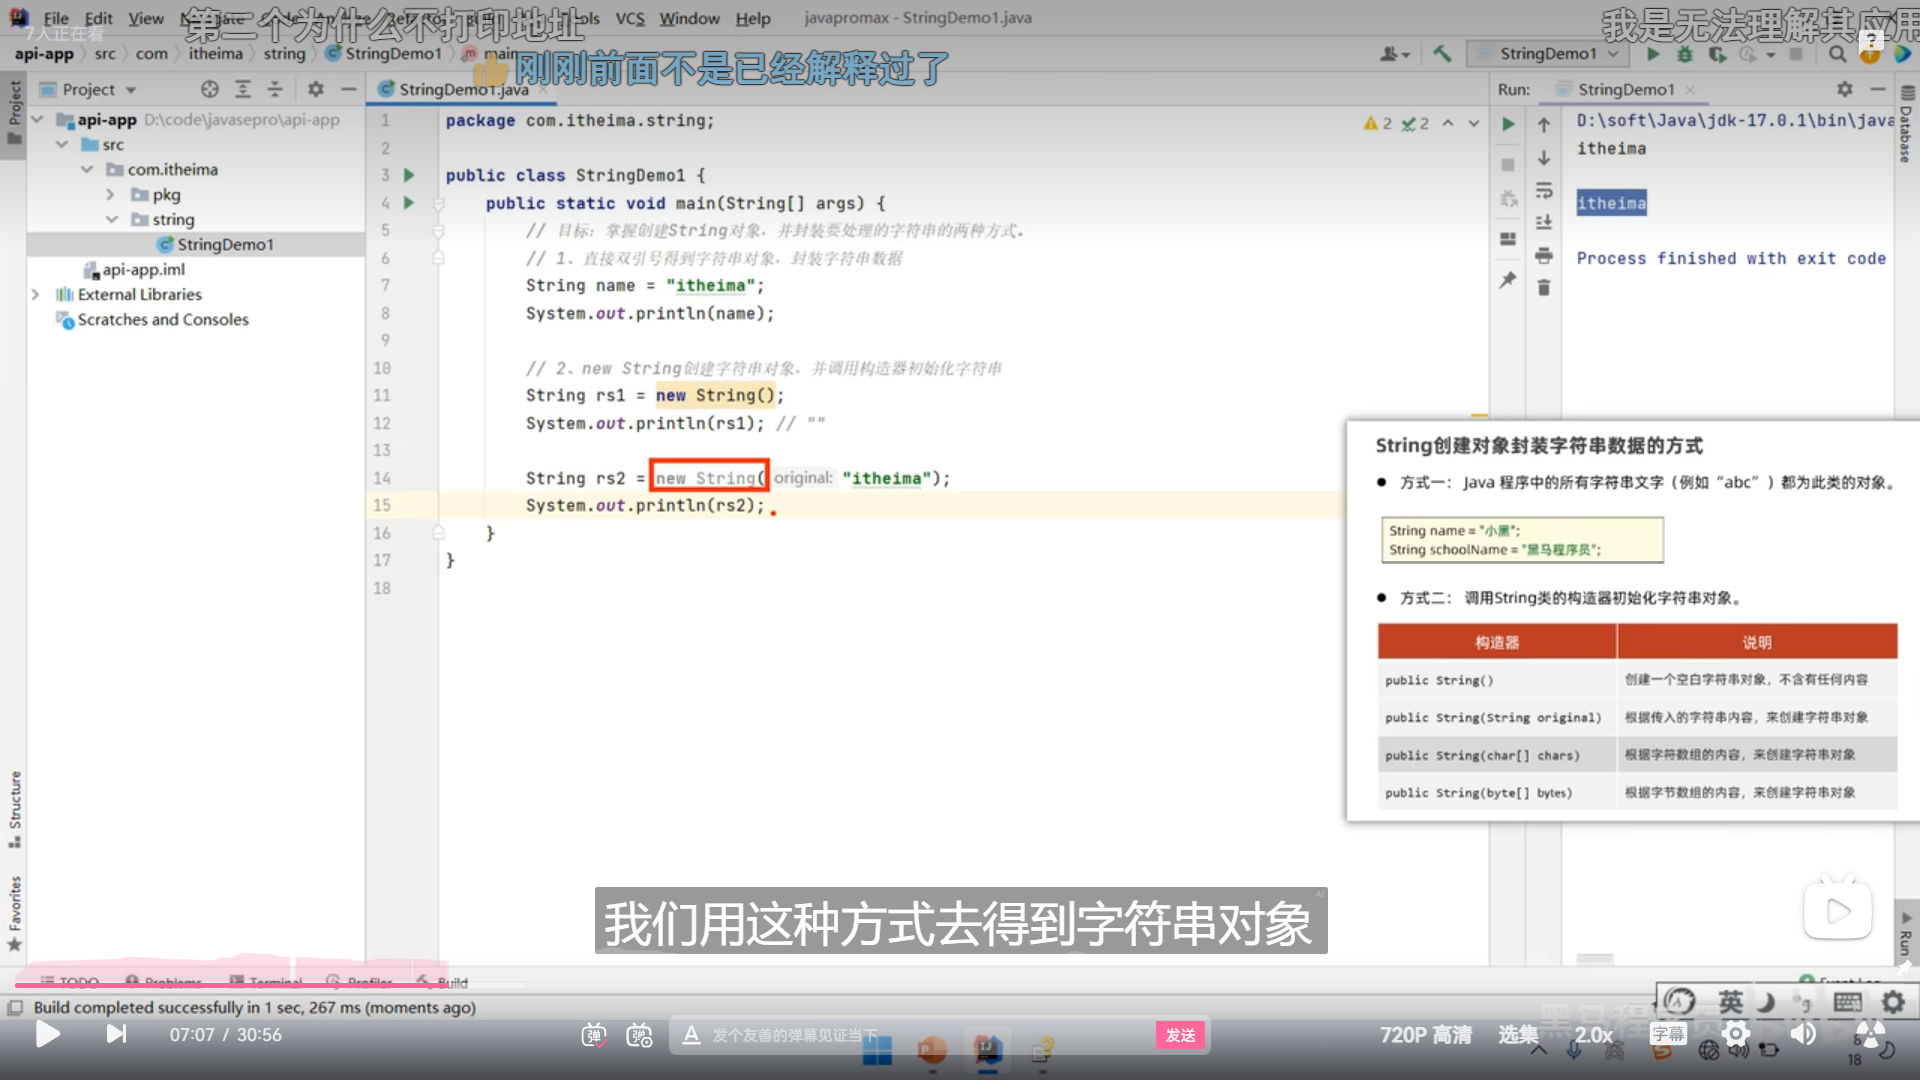 File Edit View VCS Window Help javapromax - StringDemo1.java
7人正在看
第二个为什么不打印地址
我是无法理解其应用
api-app src com itheima string StringDemo1 main
刚刚前面不是已经解释过了
StringDemo1
Project
StringDemo1.java
Run: StringDemo1
Project
Database
api-app D:\code\javasepro\api-app
src
com.itheima
pkg
string
StringDemo1
api-app.iml
External Libraries
Scratches and Consoles
1 package com.itheima.string;
2
3 public class StringDemo1 {
4 public static void main(String[] args) {
5 // 目标：掌握创建String对象，并封装要处理的字符串的两种方式。
6 // 1、直接双引号得到字符串对象，封装字符串数据
7 String name = "itheima";
8 System.out.println(name);
9
10 // 2、new String创建字符串对象，并调用构造器初始化字符串
11 String rs1 = new String();
12 System.out.println(rs1); // ""
13
14 String rs2 = new String( original: "itheima");
15 System.out.println(rs2);
16 }
17 }
18
2 2
D:\soft\Java\jdk-17.0.1\bin\java
itheima
itheima
Process finished with exit code
String创建对象封装字符串数据的方式
● 方式一： Java 程序中的所有字符串文字（例如“abc”）都为此类的对象。
String name = "小黑";
String schoolName = "黑马程序员";
● 方式二： 调用String类的构造器初始化字符串对象。
构造器 说明
public String() 创建一个空白字符串对象，不含有任何内容
public String(String original) 根据传入的字符串内容，来创建字符串对象
public String(char[] chars) 根据字符数组的内容，来创建字符串对象
public String(byte[] bytes) 根据字节数组的内容，来创建字符串对象
Structure
Favorites
Run
我们用这种方式去得到字符串对象
AI
TODO Problems Terminal Profiler Build
Event Log
Build completed successfully in 1 sec, 267 ms (moments ago)
英
07:07 / 30:56
弹
弹
发个友善的弹幕见证当下
发送
720P 高清
选集
2.0x
字幕
18